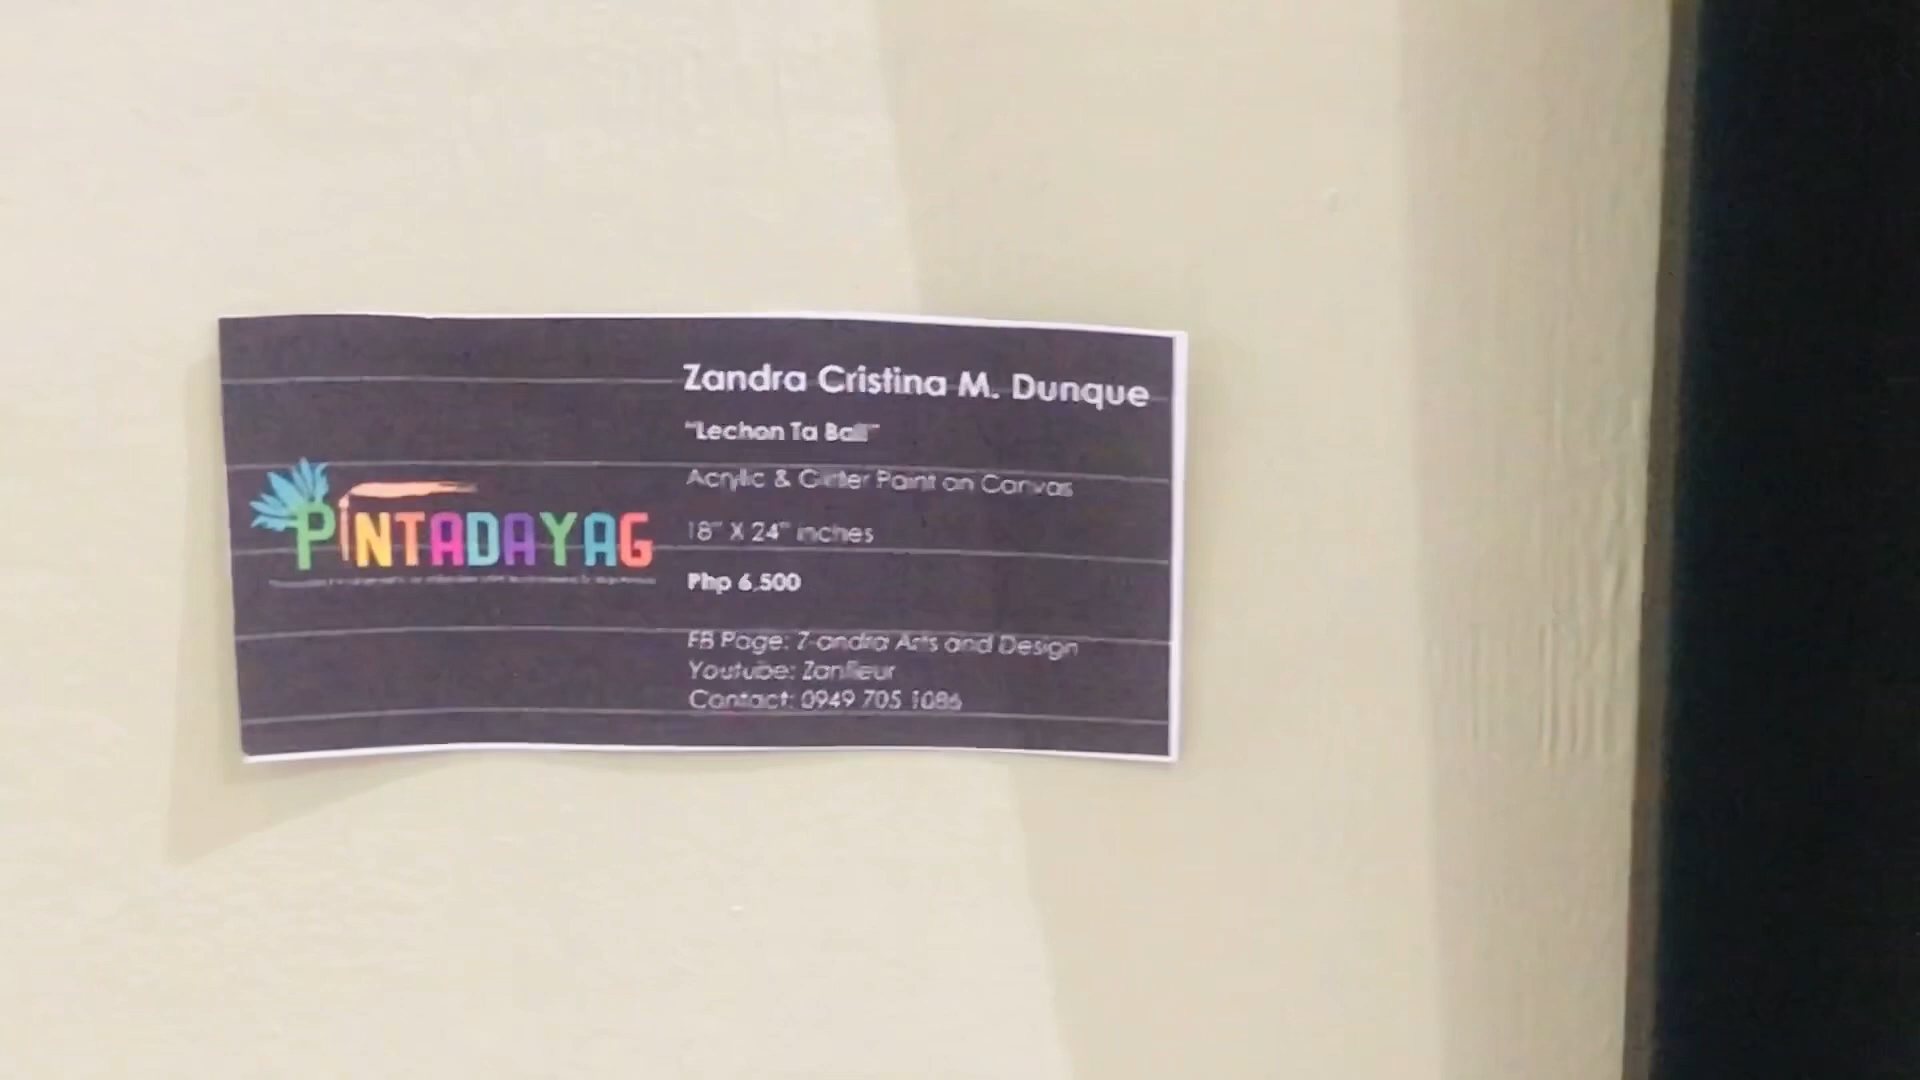 PINTADAYAG
Zandra Cristina M. Dunque
"Lechon Ta Bai!"
Acrylic & Glitter Paint on Canvas
18" X 24" inches
Php 6,500
FB Page: Z-andra Arts and Design
Youtube: Zanfleur
Contact: 0949 705 1086